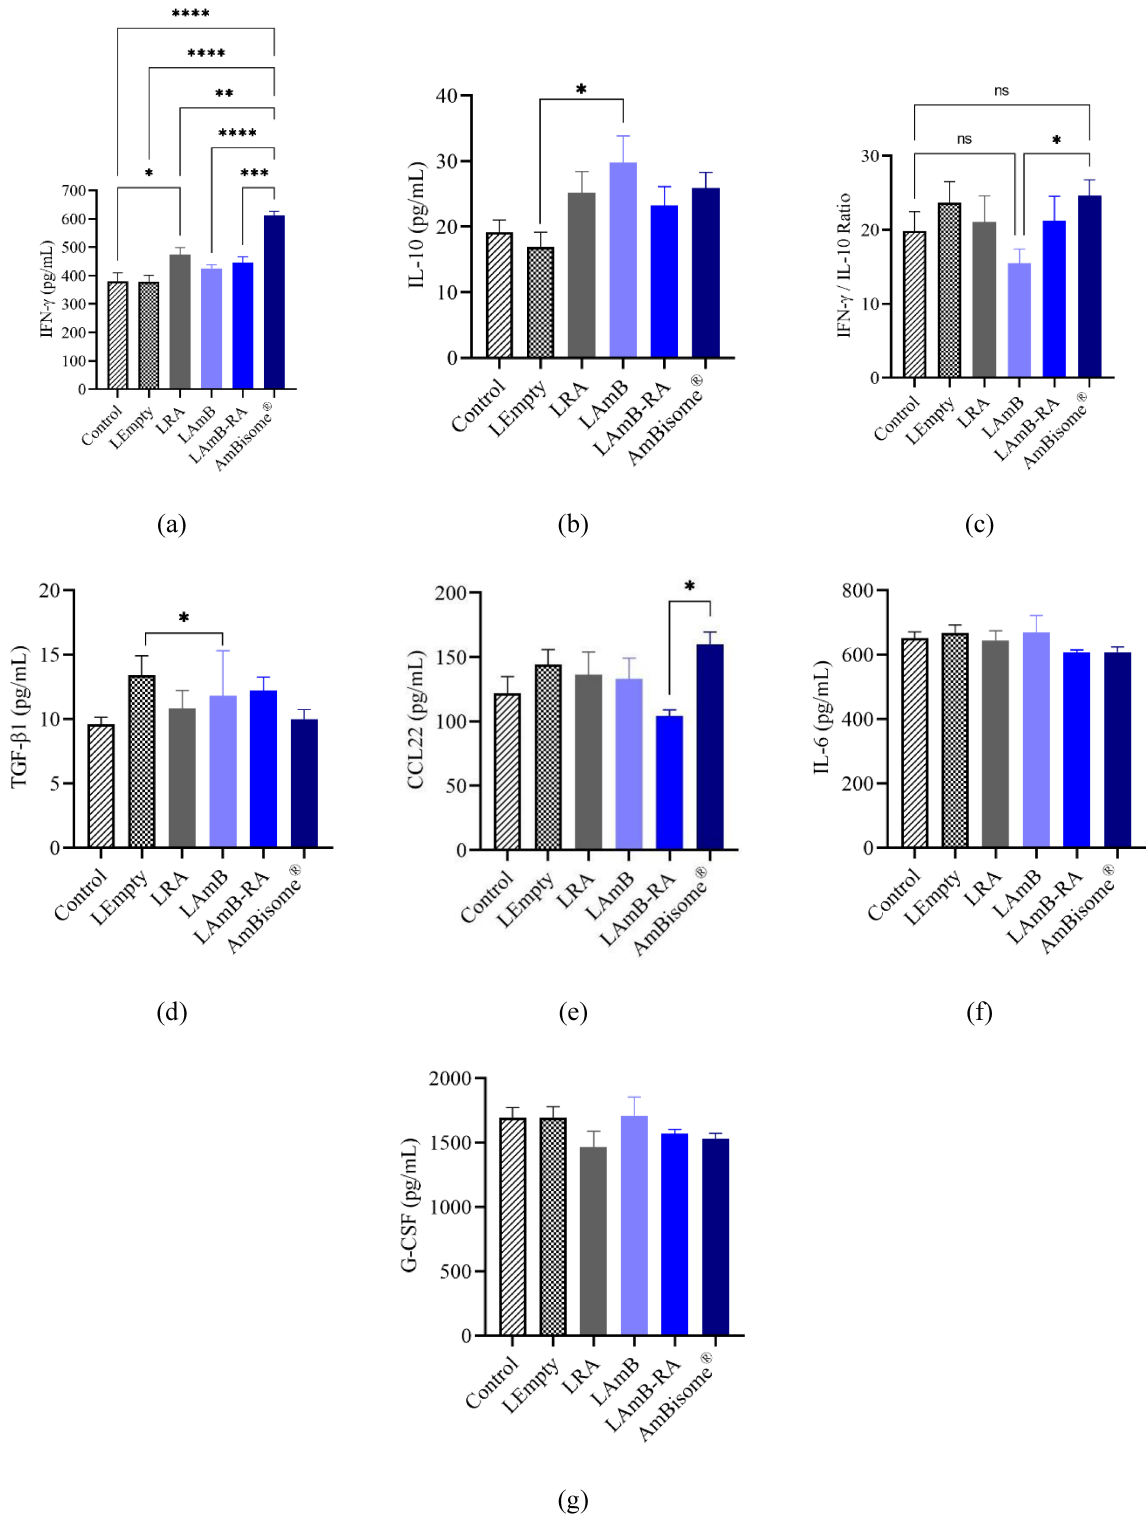 ****
****
**
****
* ***
700
600
500
400
300
200
100
0
IFN-γ (pg/mL)
Control
LEmpty
LRA
LAmB
LAmB-RA
AmBisome®
(a)
*
40
30
20
10
0
IL-10 (pg/mL)
Control
LEmpty
LRA
LAmB
LAmB-RA
AmBisome®
(b)
ns
ns *
30
20
10
0
IFN-γ / IL-10 Ratio
Control
LEmpty
LRA
LAmB
LAmB-RA
AmBisome®
(c)
*
20
15
10
5
0
TGF-β1 (pg/mL)
Control
LEmpty
LRA
LAmB
LAmB-RA
AmBisome®
(d)
*
200
150
100
50
0
CCL22 (pg/mL)
Control
LEmpty
LRA
LAmB
LAmB-RA
AmBisome®
(e)
800
600
400
200
0
IL-6 (pg/mL)
Control
LEmpty
LRA
LAmB
LAmB-RA
AmBisome®
(f)
2000
1500
1000
500
0
G-CSF (pg/mL)
Control
LEmpty
LRA
LAmB
LAmB-RA
AmBisome®
(g)